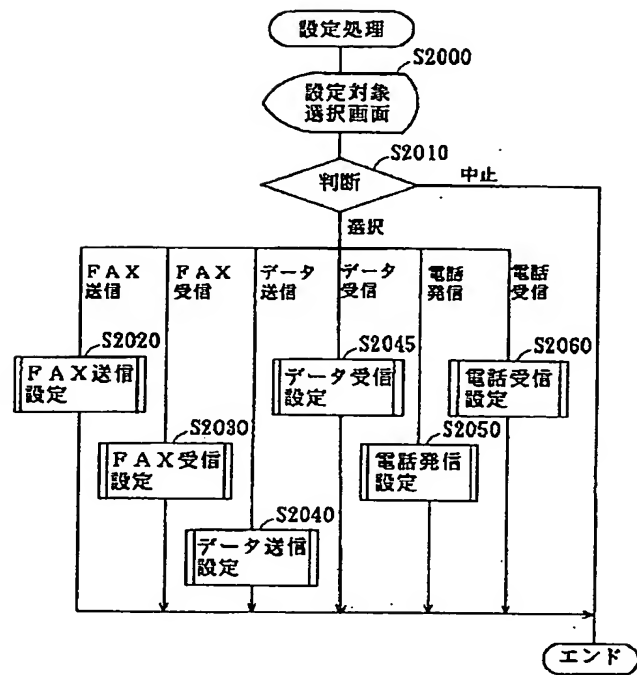 設定処理
S2000
設定対象
選択画面
S2010
判断
中止
選択
FAX
送信
FAX
受信
データ
送信
データ
受信
電話
発信
電話
受信
S2020
FAX送信
設定
S2045
データ受信
設定
S2060
電話受信
設定
S2030
FAX受信
設定
S2050
電話発信
設定
S2040
データ送信
設定
エンド